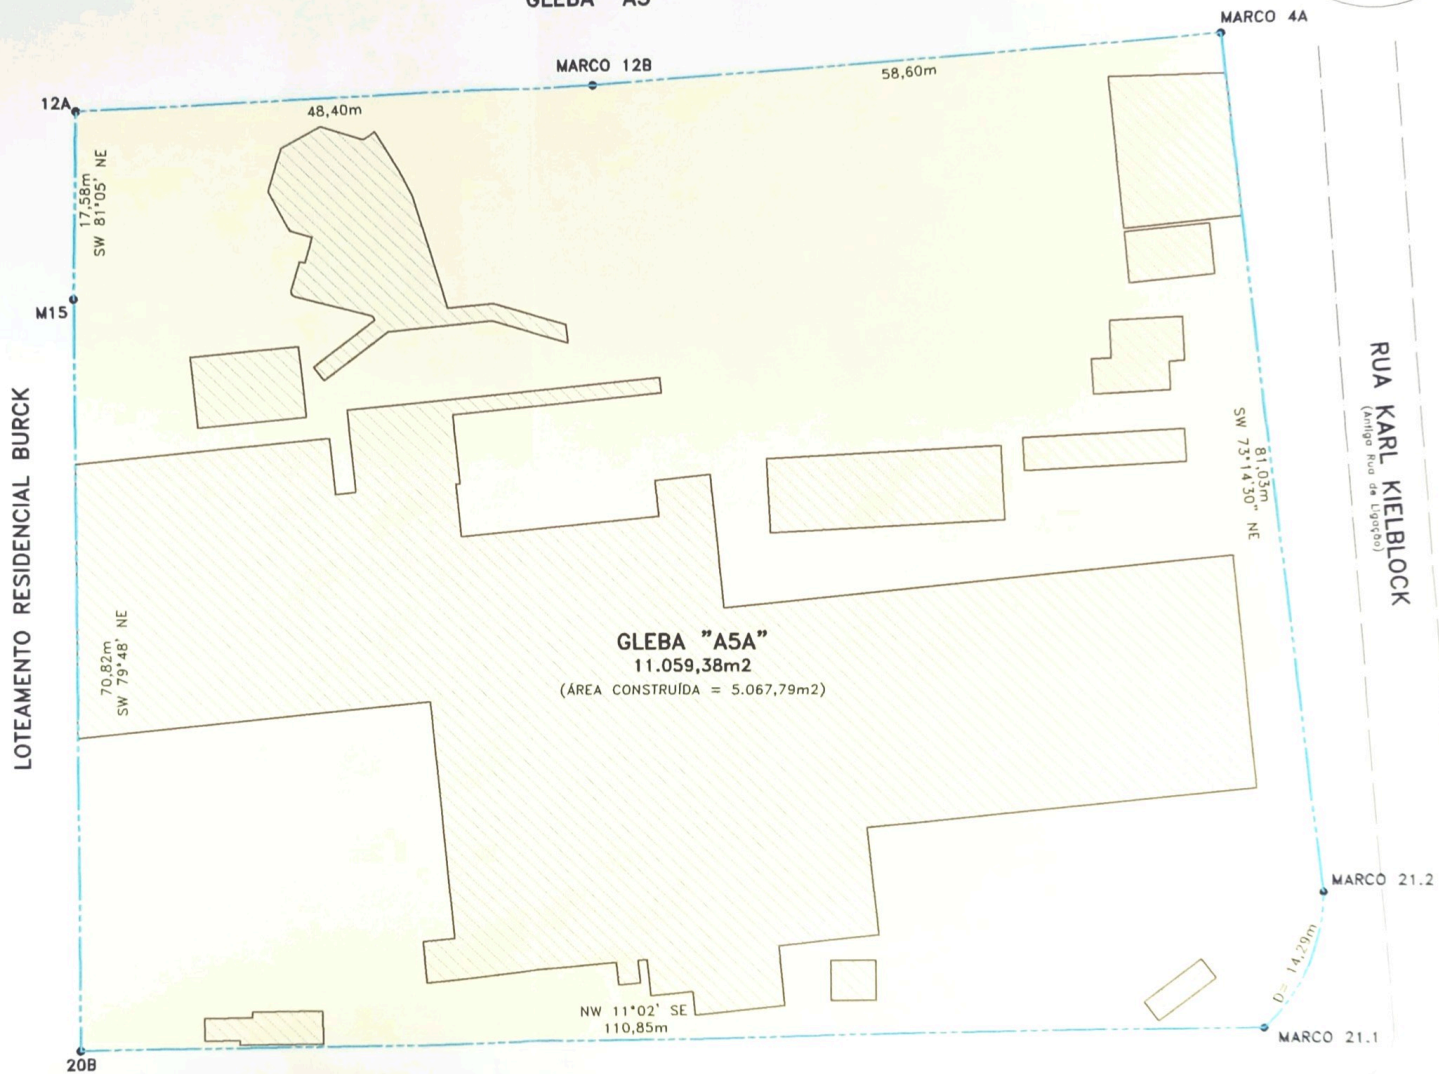 GLEBA "A5
MARCO 4A
MARCO 12B
58,60m
12A
48,40m
17,58m
SW 81°05' NE
M15
LOTEAMENTO RESIDENCIAL BURCK
RUA KARL KIELBLOCK
(Antiga Rua de Ligação)
81,03m
SW 73°14'30" NE
70,82m
SW 79°48' NE
GLEBA "A5A"
11.059,38m2
(ÁREA CONSTRUÍDA = 5.067,79m2)
MARCO 21.2
D= 14,29m
NW 11°02' SE
110,85m
MARCO 21.1
20B